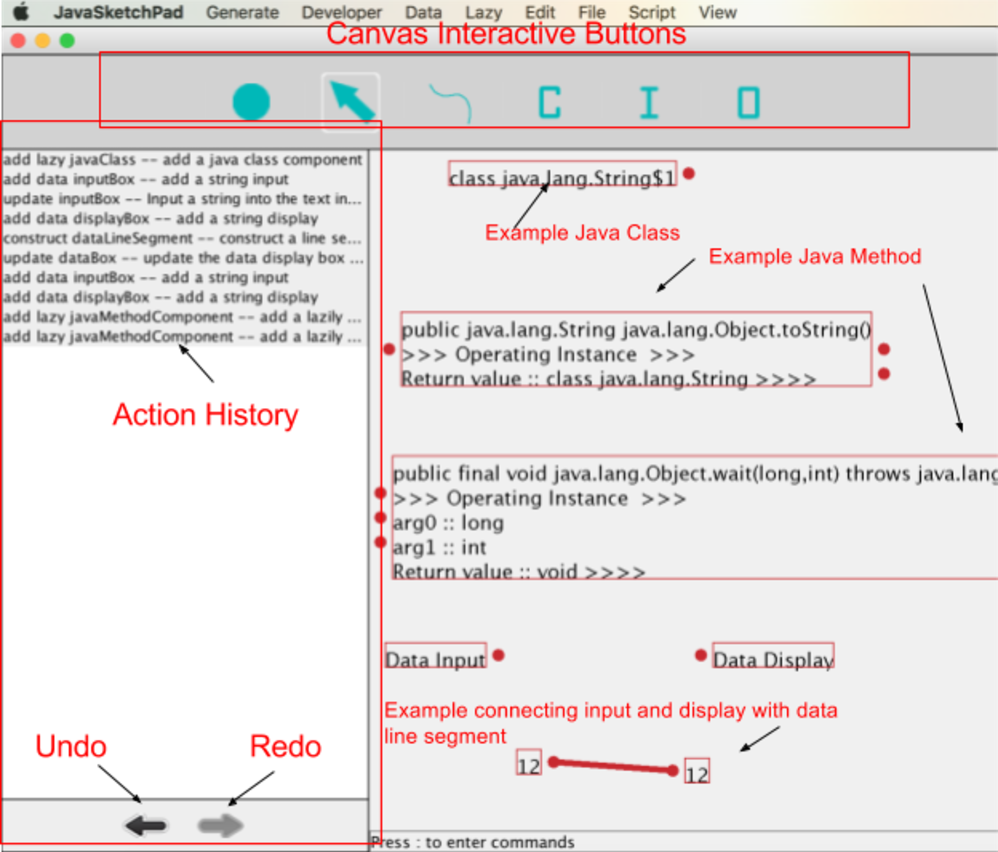 JavaSketchPad Generate Developer Data Lazy Edit File Script View
Canvas Interactive Buttons
C I O
add lazy javaClass -- add a java class component
add data inputBox -- add a string input
update inputBox -- Input a string into the text in...
add data displayBox -- add a string display
construct dataLineSegment -- construct a line se...
update dataBox -- update the data display box ...
add data inputBox -- add a string input
add data displayBox -- add a string display
add lazy javaMethodComponent -- add a lazily ...
add lazy javaMethodComponent -- add a lazily ...
Action History
Undo
Redo
class java.lang.String$1
Example Java Class
Example Java Method
public java.lang.String java.lang.Object.toString()
>>> Operating Instance >>>
Return value :: class java.lang.String >>>>
public final void java.lang.Object.wait(long,int) throws java.lang
>>> Operating Instance >>>
arg0 :: long
arg1 :: int
Return value :: void >>>>
Data Input
Data Display
Example connecting input and display with data
line segment
12
12
Press : to enter commands